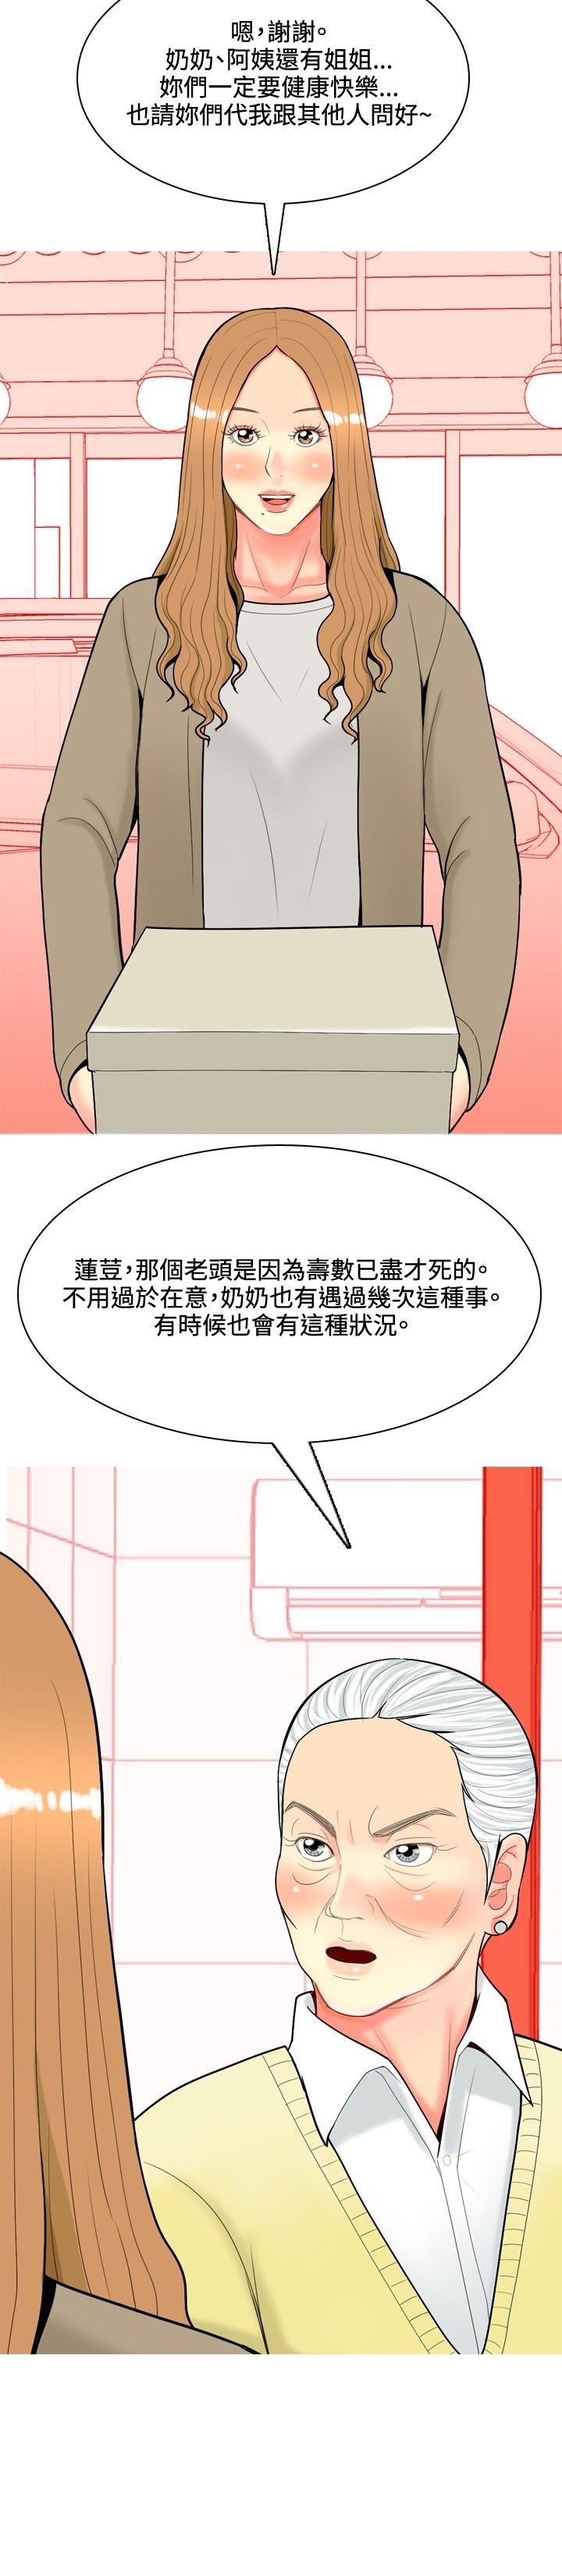 嗯，謝謝。
奶奶、阿姨還有姐姐...
妳們一定要健康快樂...
也請妳們代我跟其他人問好~
蓮荳，那個老頭是因為壽數已盡才死的。
不用過於在意，奶奶也有遇過幾次這種事。
有時候也會有這種狀況。